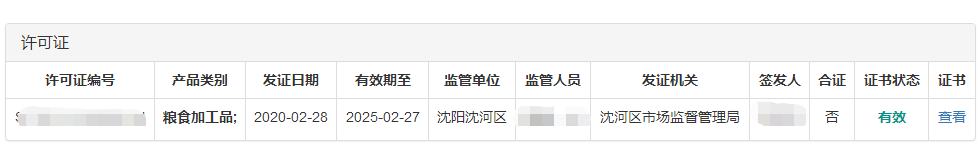 许可证
许可证编号 产品类别 发证日期 有效期至 监管单位 监管人员 发证机关 签发人 合证 证书状态 证书
粮食加工品; 2020-02-28 2025-02-27 沈阳沈河区 沈河区市场监督管理局 否 有效 查看